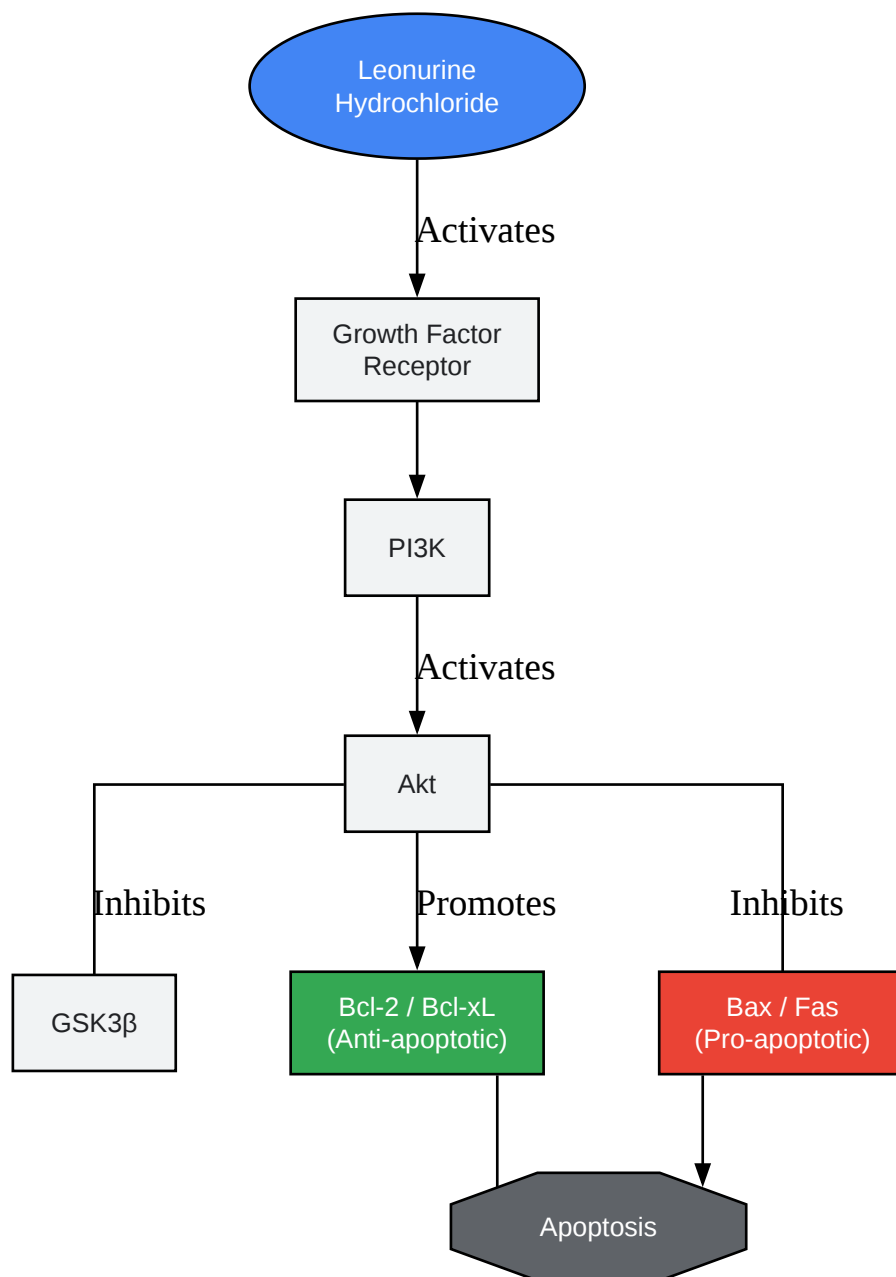 Leonurine
Hydrochloride
Activates
Growth Factor
Receptor
PI3K
Activates
Akt
Inhibits
Promotes
Inhibits
GSK3β
Bcl-2 / Bcl-xL
(Anti-apoptotic)
Bax / Fas
(Pro-apoptotic)
Apoptosis